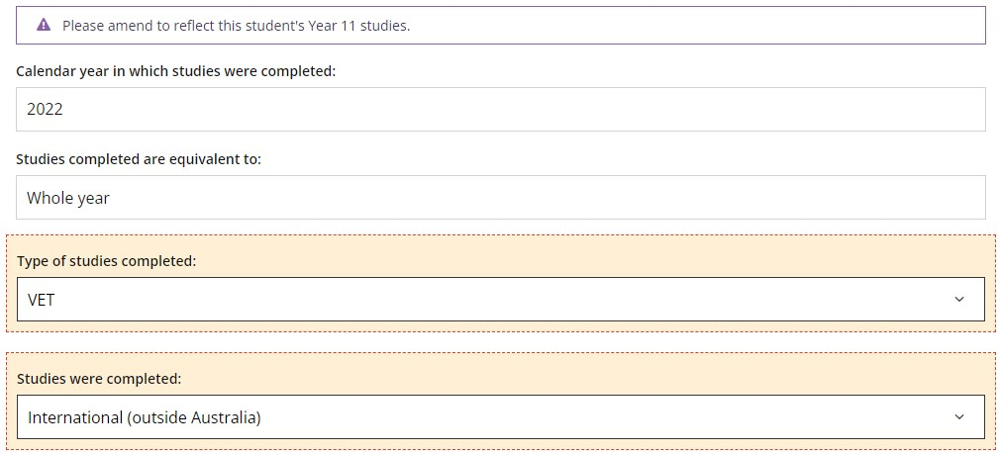 Please amend to reflect this student's Year 11 studies.
Calendar year in which studies were completed:
2022
Studies completed are equivalent to:
Whole year
Type of studies completed:
VET
Studies were completed:
International (outside Australia)